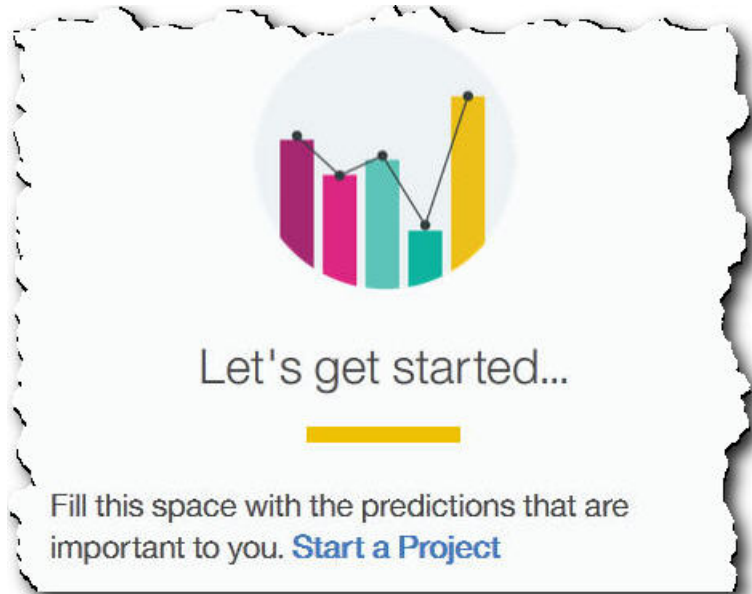 Let's get started...
Fill this space with the predictions that are
important to you. Start a Project